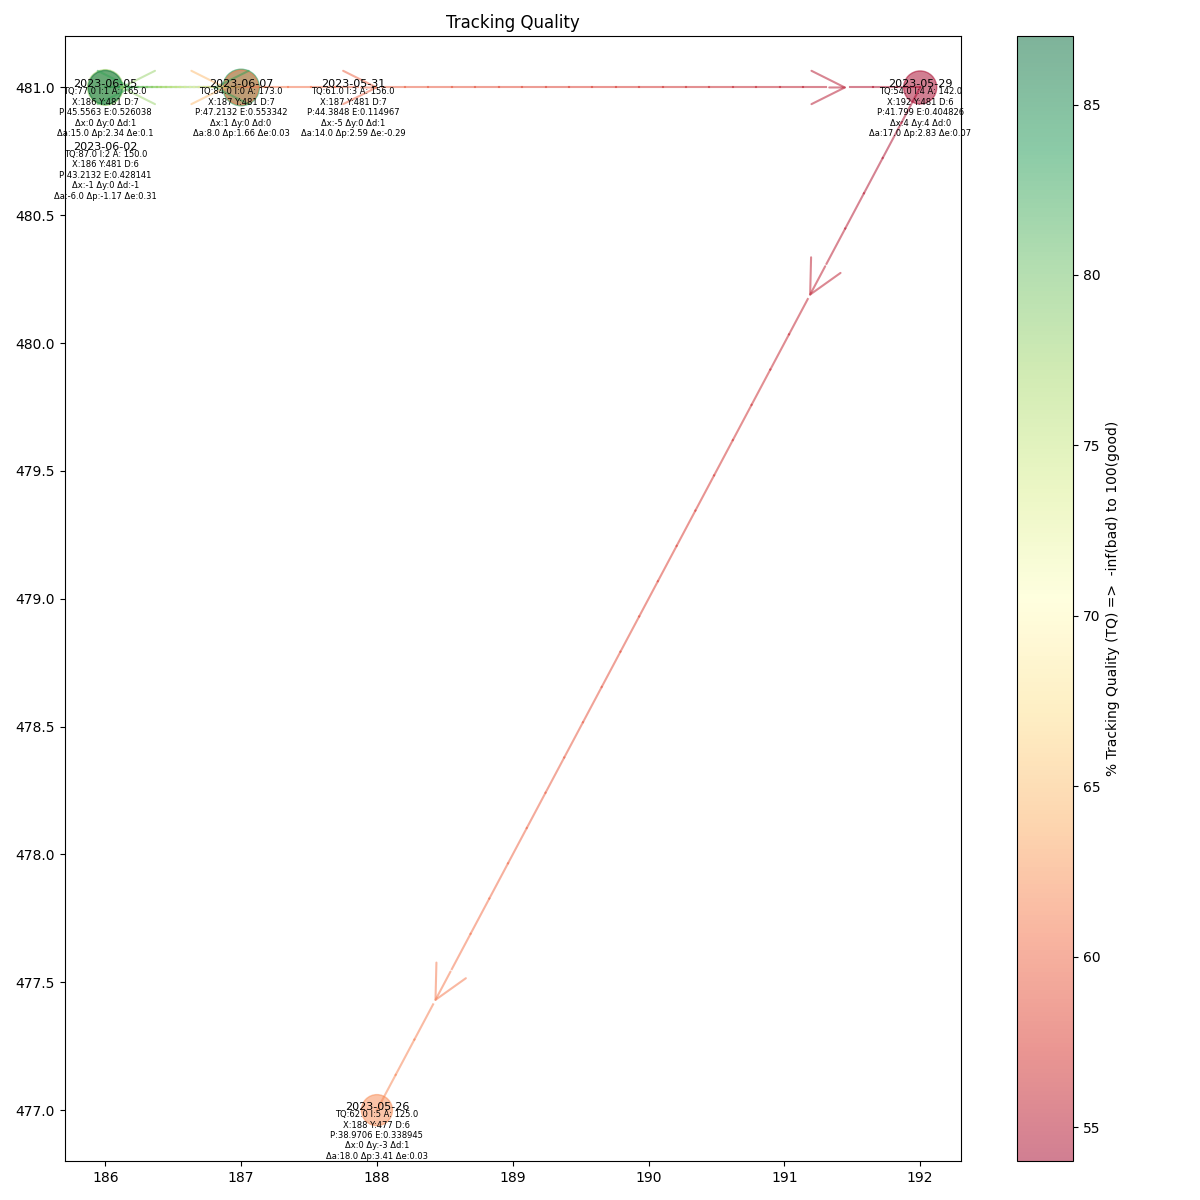 Tracking Quality
2023-06-05
TQ:77.0 I:1 A: 165.0
X:186 Y:481 D:7
P:45.5563 E:0.526038
Δx:0 Δy:0 Δd:1
Δa:15.0 Δp:2.34 Δe:0.1
2023-06-02
TQ:87.0 I:2 A: 150.0
X:186 Y:481 D:6
P:43.2132 E:0.428141
Δx:-1 Δy:0 Δd:-1
Δa:-6.0 Δp:-1.17 Δe:0.31
2023-06-07
TQ:84.0 I:0 A: 173.0
X:187 Y:481 D:7
P:47.2132 E:0.553342
Δx:1 Δy:0 Δd:0
Δa:8.0 Δp:1.66 Δe:0.03
2023-05-31
TQ:61.0 I:3 A: 156.0
X:187 Y:481 D:7
P:44.3848 E:0.114967
Δx:-5 Δy:0 Δd:1
Δa:14.0 Δp:2.59 Δe:-0.29
2023-05-29
TQ:54.0 I:4 A: 142.0
X:192 Y:481 D:6
P:41.799 E:0.404826
Δx:4 Δy:4 Δd:0
Δa:17.0 Δp:2.83 Δe:0.07
2023-05-26
TQ:62.0 I:5 A: 125.0
X:188 Y:477 D:6
P:38.9706 E:0.338945
Δx:0 Δy:-3 Δd:1
Δa:18.0 Δp:3.41 Δe:0.03
481.0
480.5
480.0
479.5
479.0
478.5
478.0
477.5
477.0
186 187 188 189 190 191 192
85
80
75
70
65
60
55
% Tracking Quality (TQ) => -inf(bad) to 100(good)